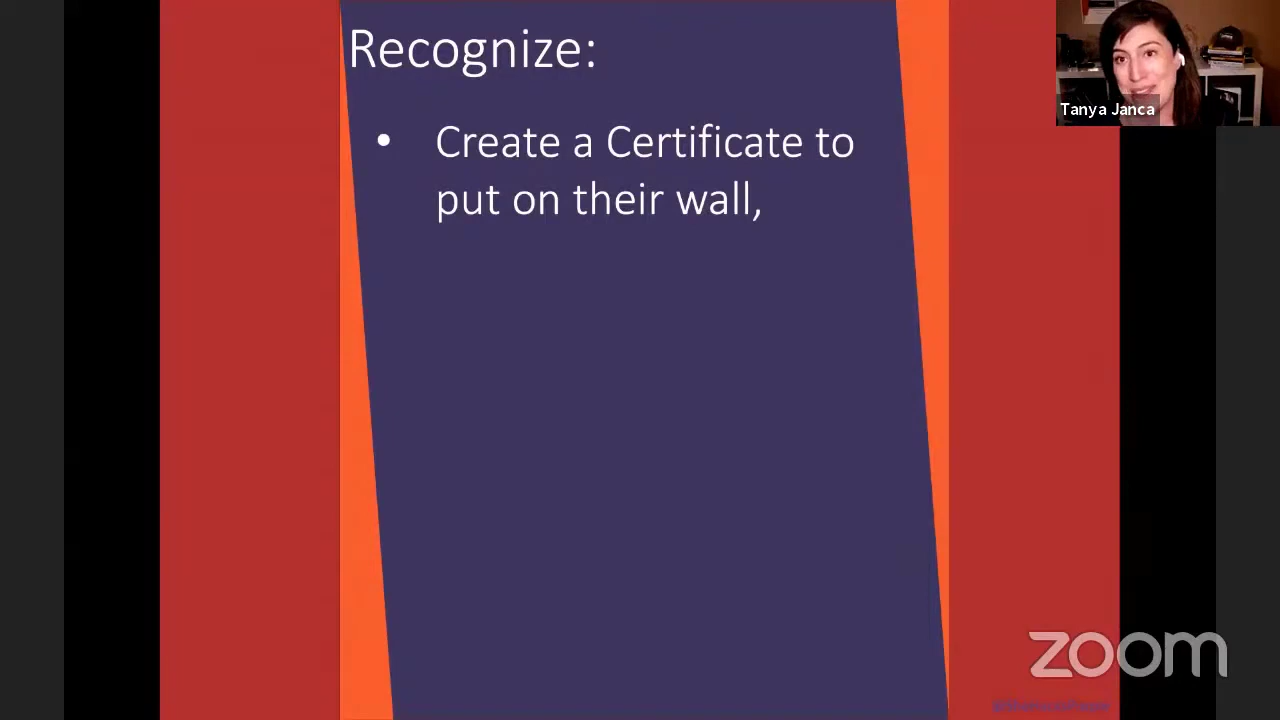 Recognize:
• Create a Certificate to
put on their wall,
Tanya Janca
zoom